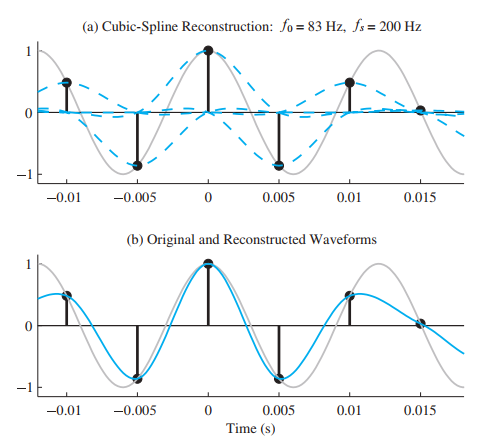 (a) Cubic-Spline Reconstruction: f₀ = 83 Hz, fₛ = 200 Hz
1
0
−1
−0.01 −0.005 0 0.005 0.01 0.015
(b) Original and Reconstructed Waveforms
1
0
−1
−0.01 −0.005 0 0.005 0.01 0.015
Time (s)